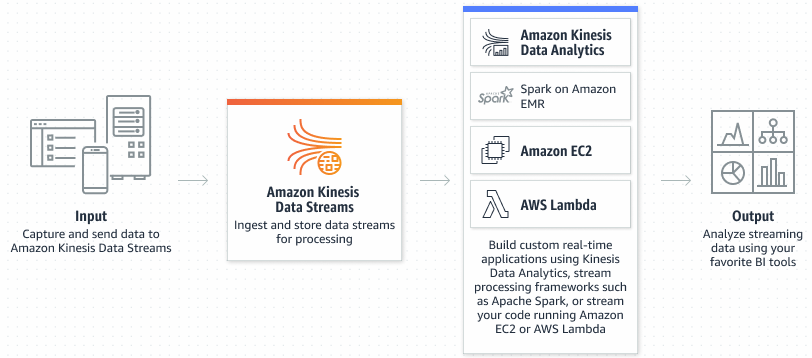 Input
Capture and send data to
Amazon Kinesis Data Streams
Amazon Kinesis
Data Streams
Ingest and store data streams
for processing
Amazon Kinesis
Data Analytics
APACHE
Spark
Spark on Amazon
EMR
Amazon EC2
AWS Lambda
Build custom real-time
applications using Kinesis
Data Analytics, stream
processing frameworks such
as Apache Spark, or stream
your code running Amazon
EC2 or AWS Lambda
Output
Analyze streaming
data using your
favorite BI tools